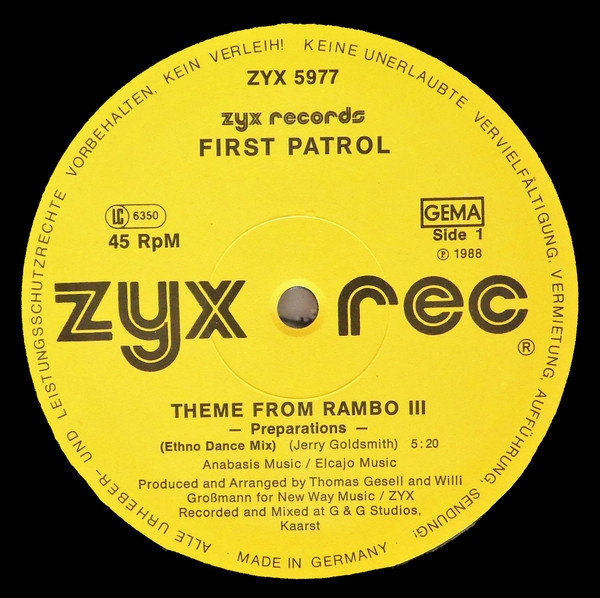 ALLE URHEBER- UND LEISTUNGSSCHUTZRECHTE VORBEHALTEN, KEIN VERLEIH! KEINE UNERLAUBTE VERVIELFÄLTIGUNG, VERMIETUNG, AUFFÜHRUNG, SENDUNG!
ZYX 5977
zyx records
FIRST PATROL
LC 6350
GEMA
45 RpM
Side 1
℗ 1988
zyx rec
®
THEME FROM RAMBO III
— Preparations —
(Ethno Dance Mix) (Jerry Goldsmith) 5:20
Anabasis Music / Elcajo Music
Produced and Arranged by Thomas Gesell and Willi
Großmann for New Way Music / ZYX
Recorded and Mixed at G & G Studios,
Kaarst
· MADE IN GERMANY ·